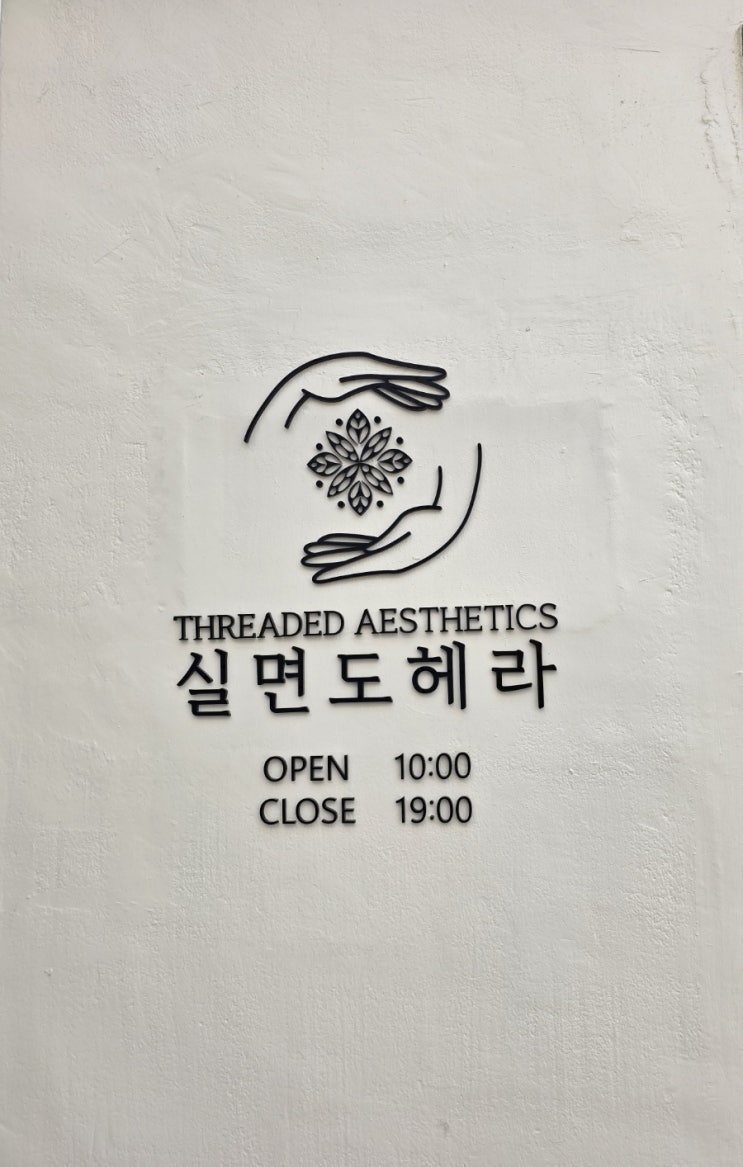 THREADED AESTHETICS
실면도헤라
OPEN 10:00
CLOSE 19:00